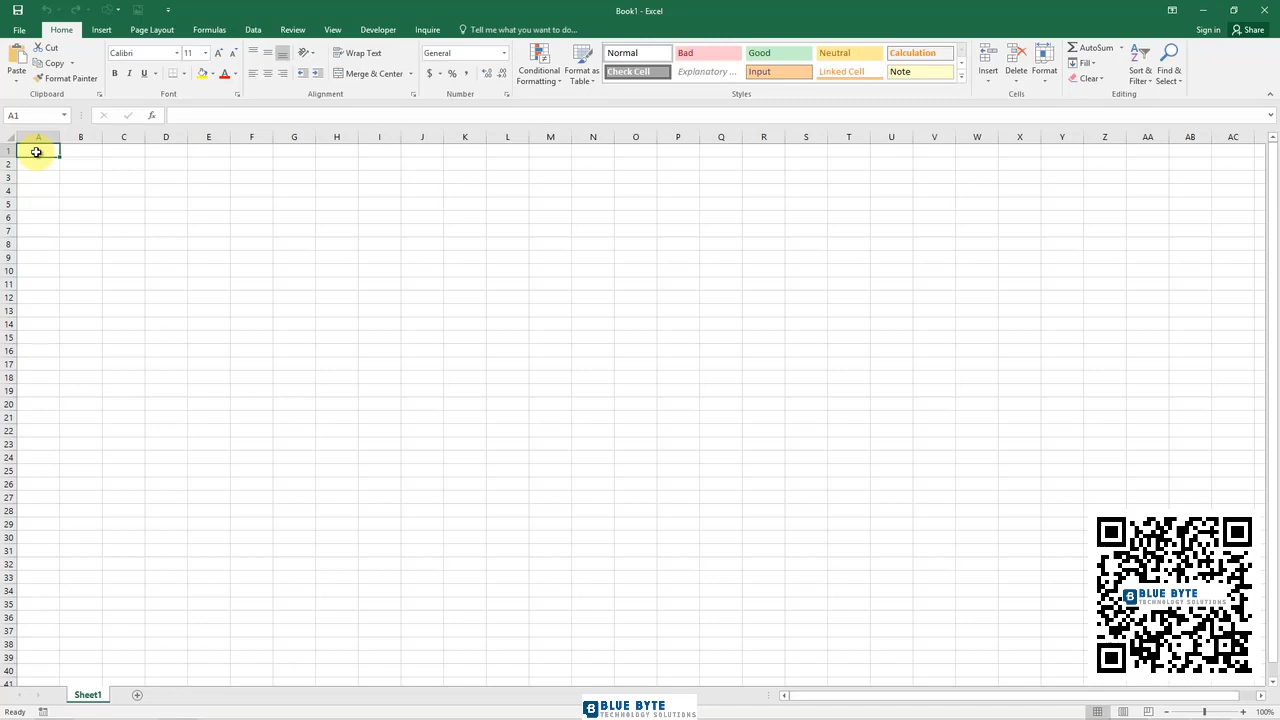 Book1 - Excel
File Home Insert Page Layout Formulas Data Review View Developer Inquire Tell me what you want to do... Sign in Share
Paste Cut Copy Format Painter
Calibri 11
B I U A
Wrap Text
Merge & Center
General
$ % ,
Conditional Formatting Format as Table
Normal Bad Good Neutral Calculation
Check Cell Explanatory ... Input Linked Cell Note
Insert Delete Format
AutoSum Fill Clear
Sort & Filter Find & Select
Clipboard Font Alignment Number Styles Cells Editing
A1 fx
A B C D E F G H I J K L M N O P Q R S T U V W X Y Z AA AB AC
1
2
3
4
5
6
7
8
9
10
11
12
13
14
15
16
17
18
19
20
21
22
23
24
25
26
27
28
29
30
31
32
33
34
35
36
37
38
39
40
41
BLUE BYTE
TECHNOLOGY SOLUTIONS
Sheet1
Ready
BLUE BYTE
TECHNOLOGY SOLUTIONS
100%